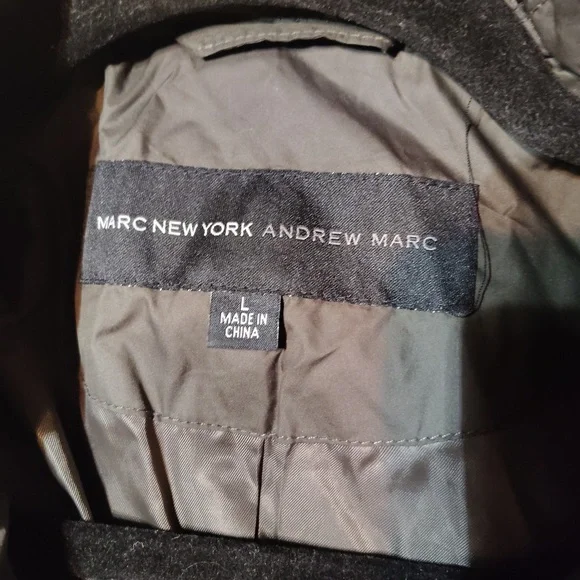 MARC NEW YORK ANDREW MARC
L
MADE IN
CHINA